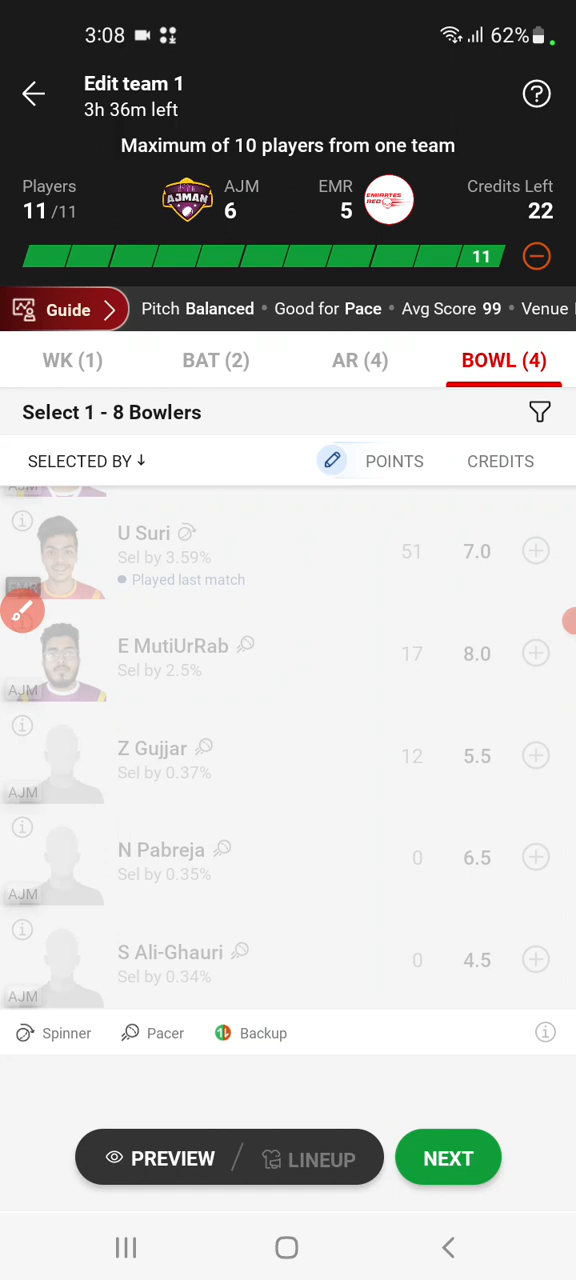 3:08 62%
Edit team 1
3h 36m left
Maximum of 10 players from one team
Players AJM EMR Credits Left
11/11 AJMAN 6 5 EMIRATES RED 22
11
Guide Pitch Balanced • Good for Pace • Avg Score 99 • Venue
WK (1) BAT (2) AR (4) BOWL (4)
Select 1 - 8 Bowlers
SELECTED BY ↓ POINTS CREDITS
AJM
U Suri
Sel by 3.59% 51 7.0
Played last match
EMR
E MutiUrRab
Sel by 2.5% 17 8.0
AJM
Z Gujjar
Sel by 0.37% 12 5.5
AJM
N Pabreja
Sel by 0.35% 0 6.5
AJM
S Ali-Ghauri
Sel by 0.34% 0 4.5
AJM
Spinner Pacer Backup
PREVIEW / LINEUP NEXT